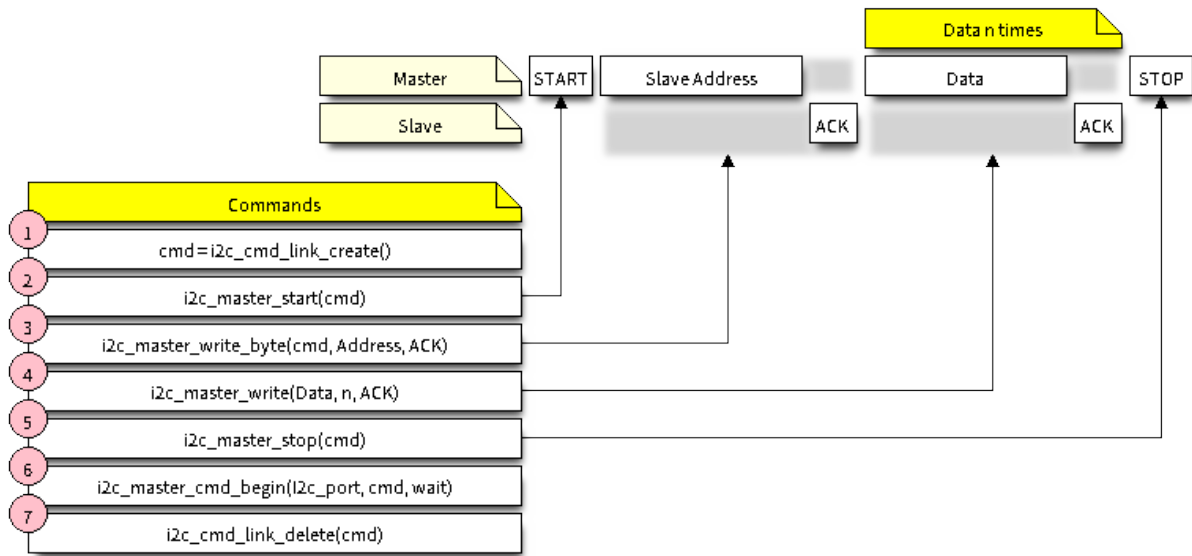 Data n times
Master START Slave Address Data STOP
Slave ACK ACK
Commands
1
cmd=i2c_cmd_link_create()
2
i2c_master_start(cmd)
3
i2c_master_write_byte(cmd, Address, ACK)
4
i2c_master_write(Data, n, ACK)
5
i2c_master_stop(cmd)
6
i2c_master_cmd_begin(I2c_port, cmd, wait)
7
i2c_cmd_link_delete(cmd)